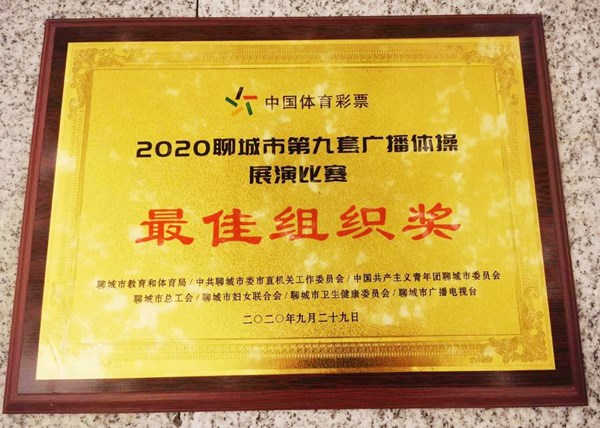 中国体育彩票
2020聊城市第九套广播体操
展演比赛
最佳组织奖
聊城市教育和体育局/中共聊城市委市直机关工作委员会/中国共产主义青年团聊城市委员会
聊城市总工会/聊城市妇女联合会/聊城市卫生健康委员会/聊城市广播电视台
二〇二〇年九月二十九日